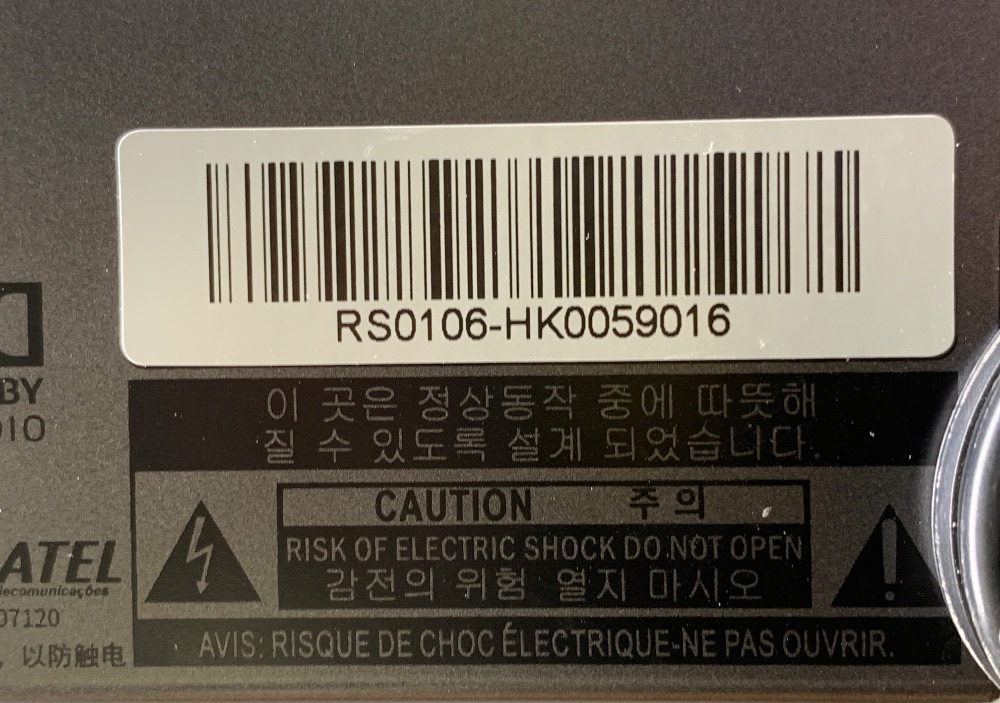 RS0106-HK0059016
이 곳은 정상동작 중에 따뜻해
질 수 있도록 설계 되었습니다.
BY
DIO
CAUTION 주의
RISK OF ELECTRIC SHOCK DO NOT OPEN
감전의 위험 열지 마시오
ATEL
ecomunicações
07120
, 以防触电
AVIS: RISQUE DE CHOC ÉLECTRIQUE-NE PAS OUVRIR.